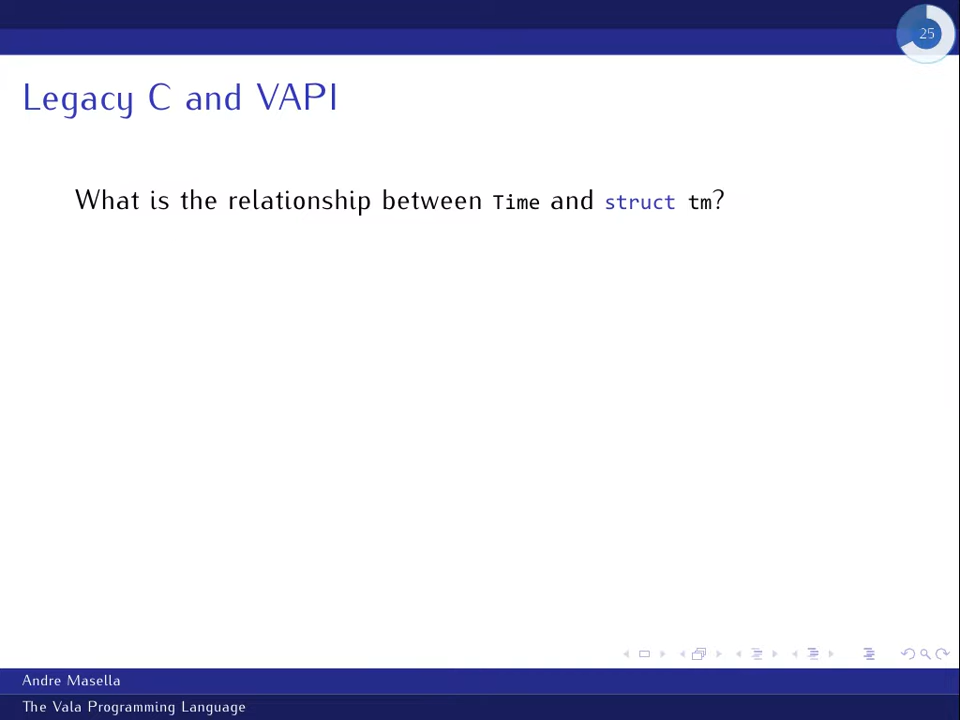 25
Legacy C and VAPI
What is the relationship between Time and struct tm?
Andre Masella
The Vala Programming Language